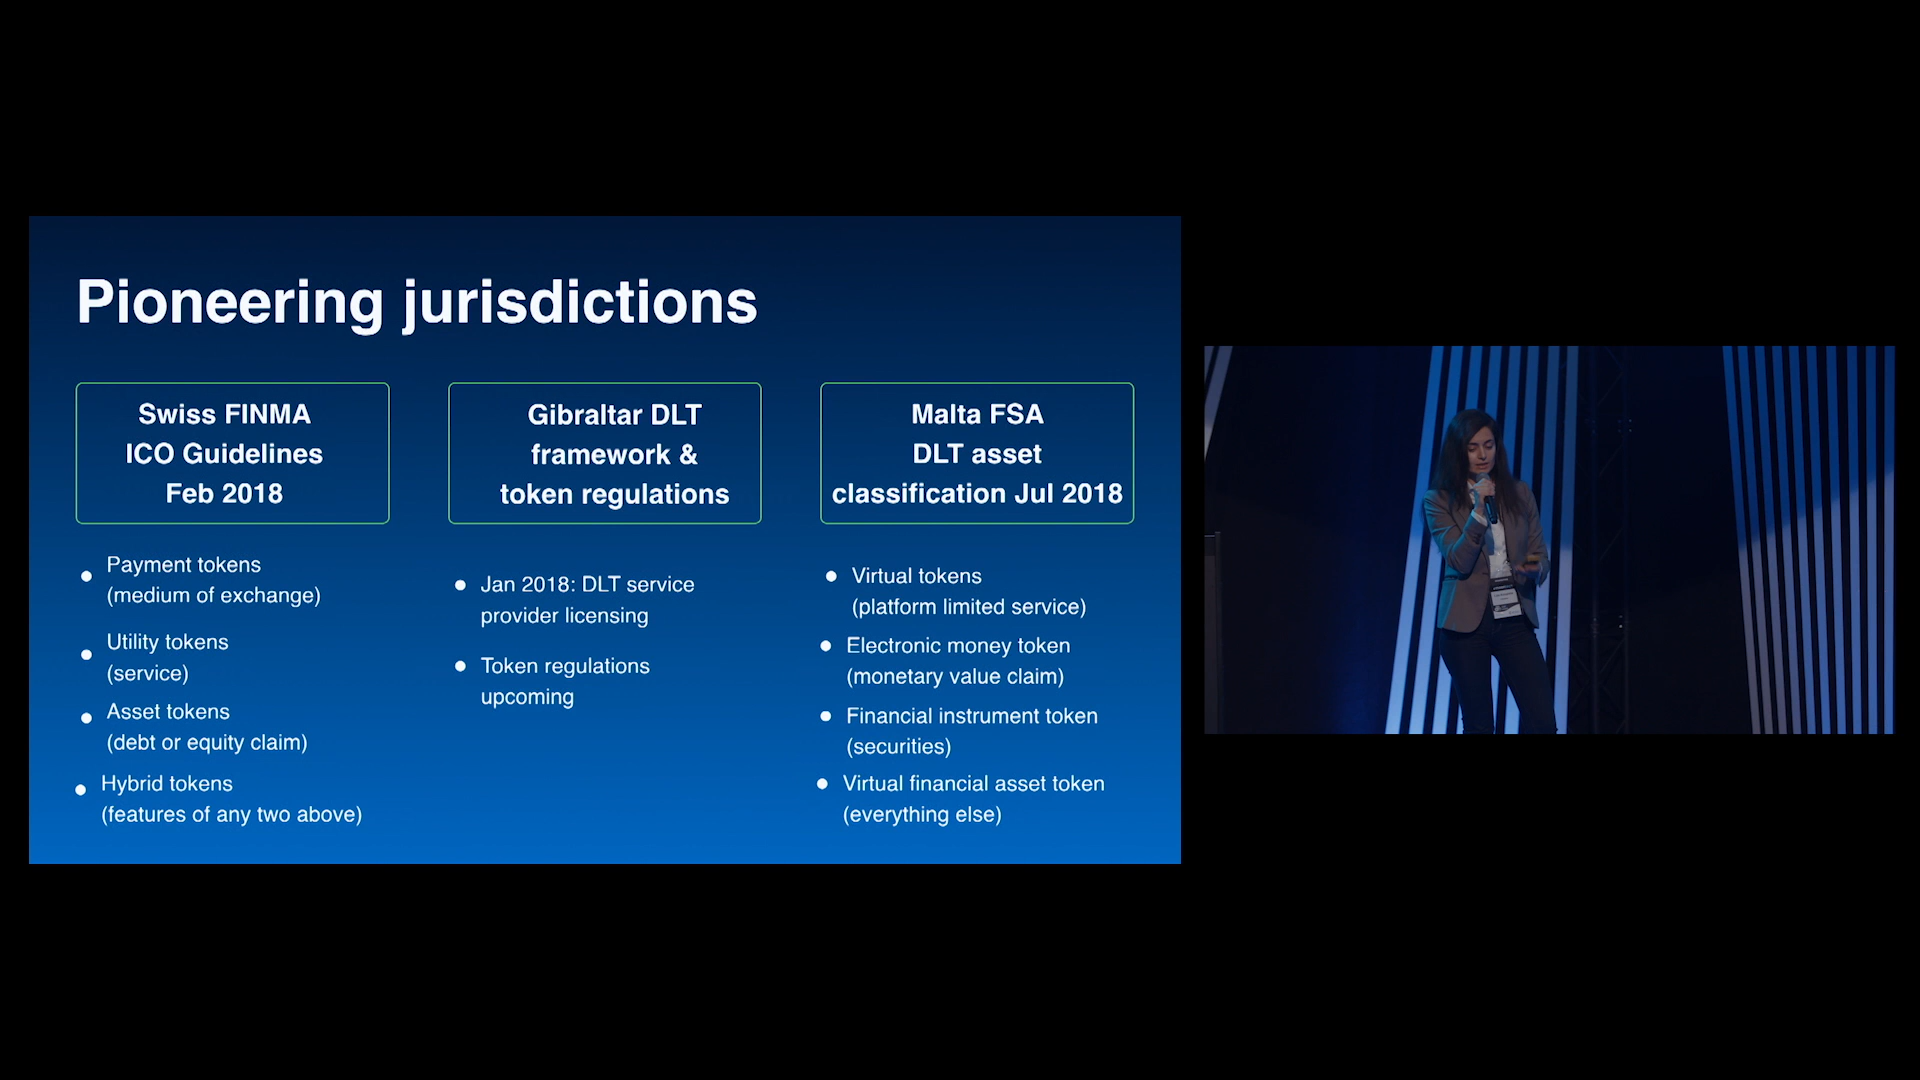 Pioneering jurisdictions
Swiss FINMA
ICO Guidelines
Feb 2018
Payment tokens
(medium of exchange)
Utility tokens
(service)
Asset tokens
(debt or equity claim)
Hybrid tokens
(features of any two above)
Gibraltar DLT
framework &
token regulations
Jan 2018: DLT service
provider licensing
Token regulations
upcoming
Malta FSA
DLT asset
classification Jul 2018
Virtual tokens
(platform limited service)
Electronic money token
(monetary value claim)
Financial instrument token
(securities)
Virtual financial asset token
(everything else)